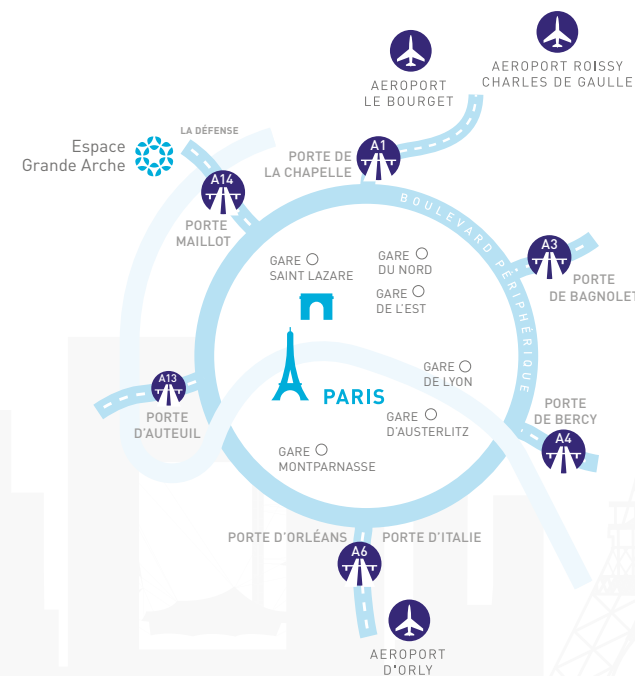 AEROPORT ROISSY
CHARLES DE GAULLE
AEROPORT
LE BOURGET
LA DÉFENSE
Espace
Grande Arche
A1
PORTE DE
LA CHAPELLE
A14
PORTE
MAILLOT
BOULEVARD PÉRIPHÉRIQUE
A3
PORTE
DE BAGNOLET
GARE
SAINT LAZARE
GARE
DU NORD
GARE
DE L'EST
GARE
DE LYON
A13
PORTE
D'AUTEUIL
PARIS
GARE
D'AUSTERLITZ
PORTE
DE BERCY
A4
GARE
MONTPARNASSE
PORTE D'ORLÉANS
PORTE D'ITALIE
A6
AEROPORT
D'ORLY